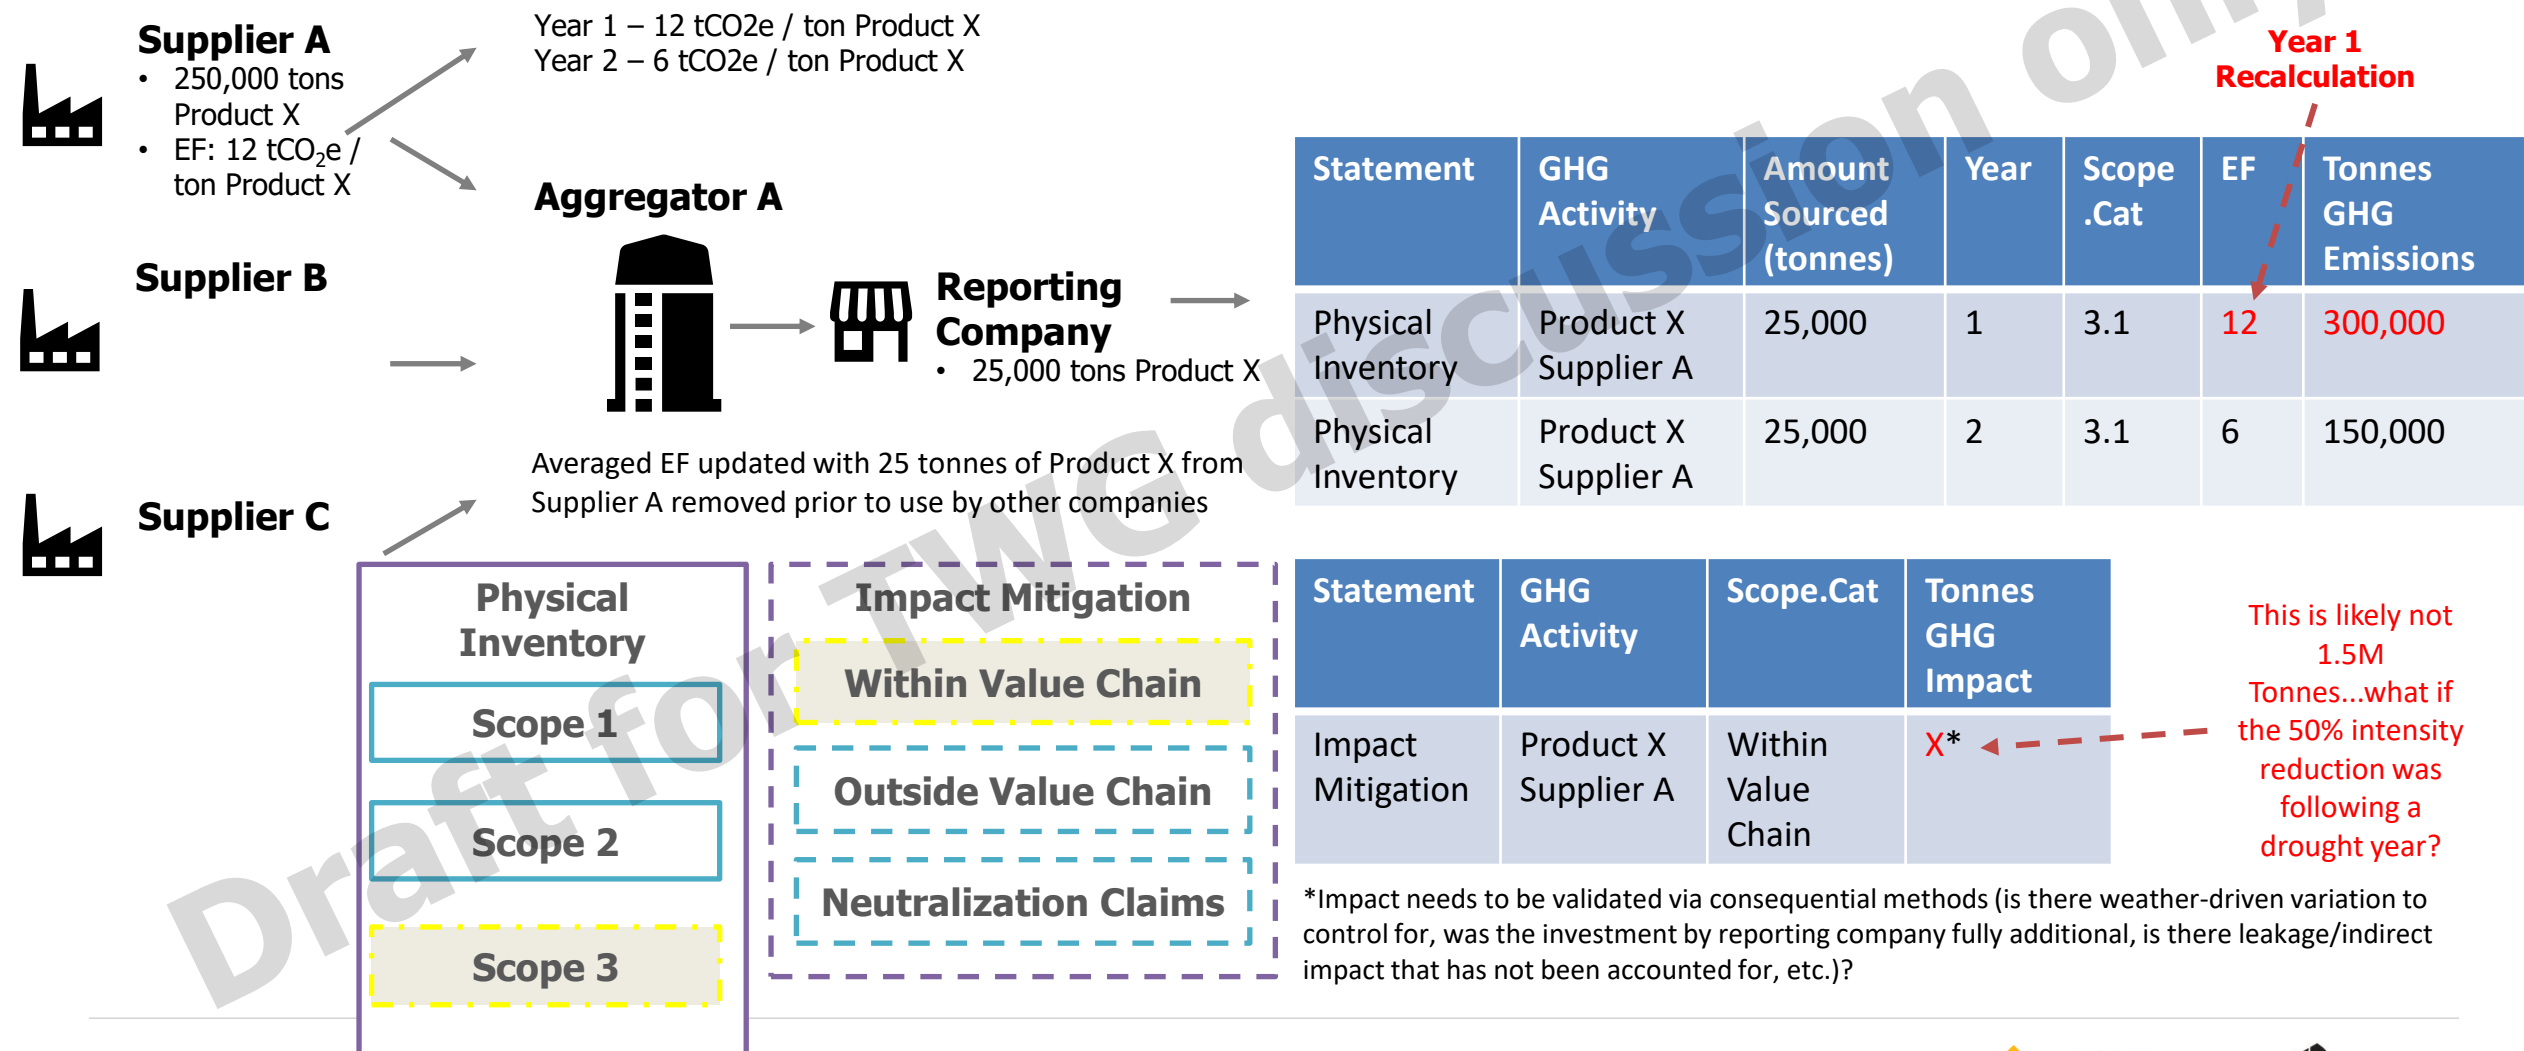 Supplier A
• 250,000 tons
Product X
• EF: 12 tCO2e /
ton Product X
Year 1 – 12 tCO2e / ton Product X
Year 2 – 6 tCO2e / ton Product X
Supplier B
Supplier C
Aggregator A
Reporting
Company
• 25,000 tons Product X
Averaged EF updated with 25 tonnes of Product X from
Supplier A removed prior to use by other companies
Year 1
Recalculation
Statement GHG Activity Amount Sourced (tonnes) Year Scope .Cat EF Tonnes GHG Emissions
Physical Inventory Product X Supplier A 25,000 1 3.1 12 300,000
Physical Inventory Product X Supplier A 25,000 2 3.1 6 150,000
Physical
Inventory
Scope 1
Scope 2
Scope 3
Impact Mitigation
Within Value Chain
Outside Value Chain
Neutralization Claims
Statement GHG Activity Scope.Cat Tonnes GHG Impact
Impact Mitigation Product X Supplier A Within Value Chain X*
This is likely not
1.5M
Tonnes...what if
the 50% intensity
reduction was
following a
drought year?
*Impact needs to be validated via consequential methods (is there weather-driven variation to
control for, was the investment by reporting company fully additional, is there leakage/indirect
impact that has not been accounted for, etc.)?
Draft for TWG discussion only